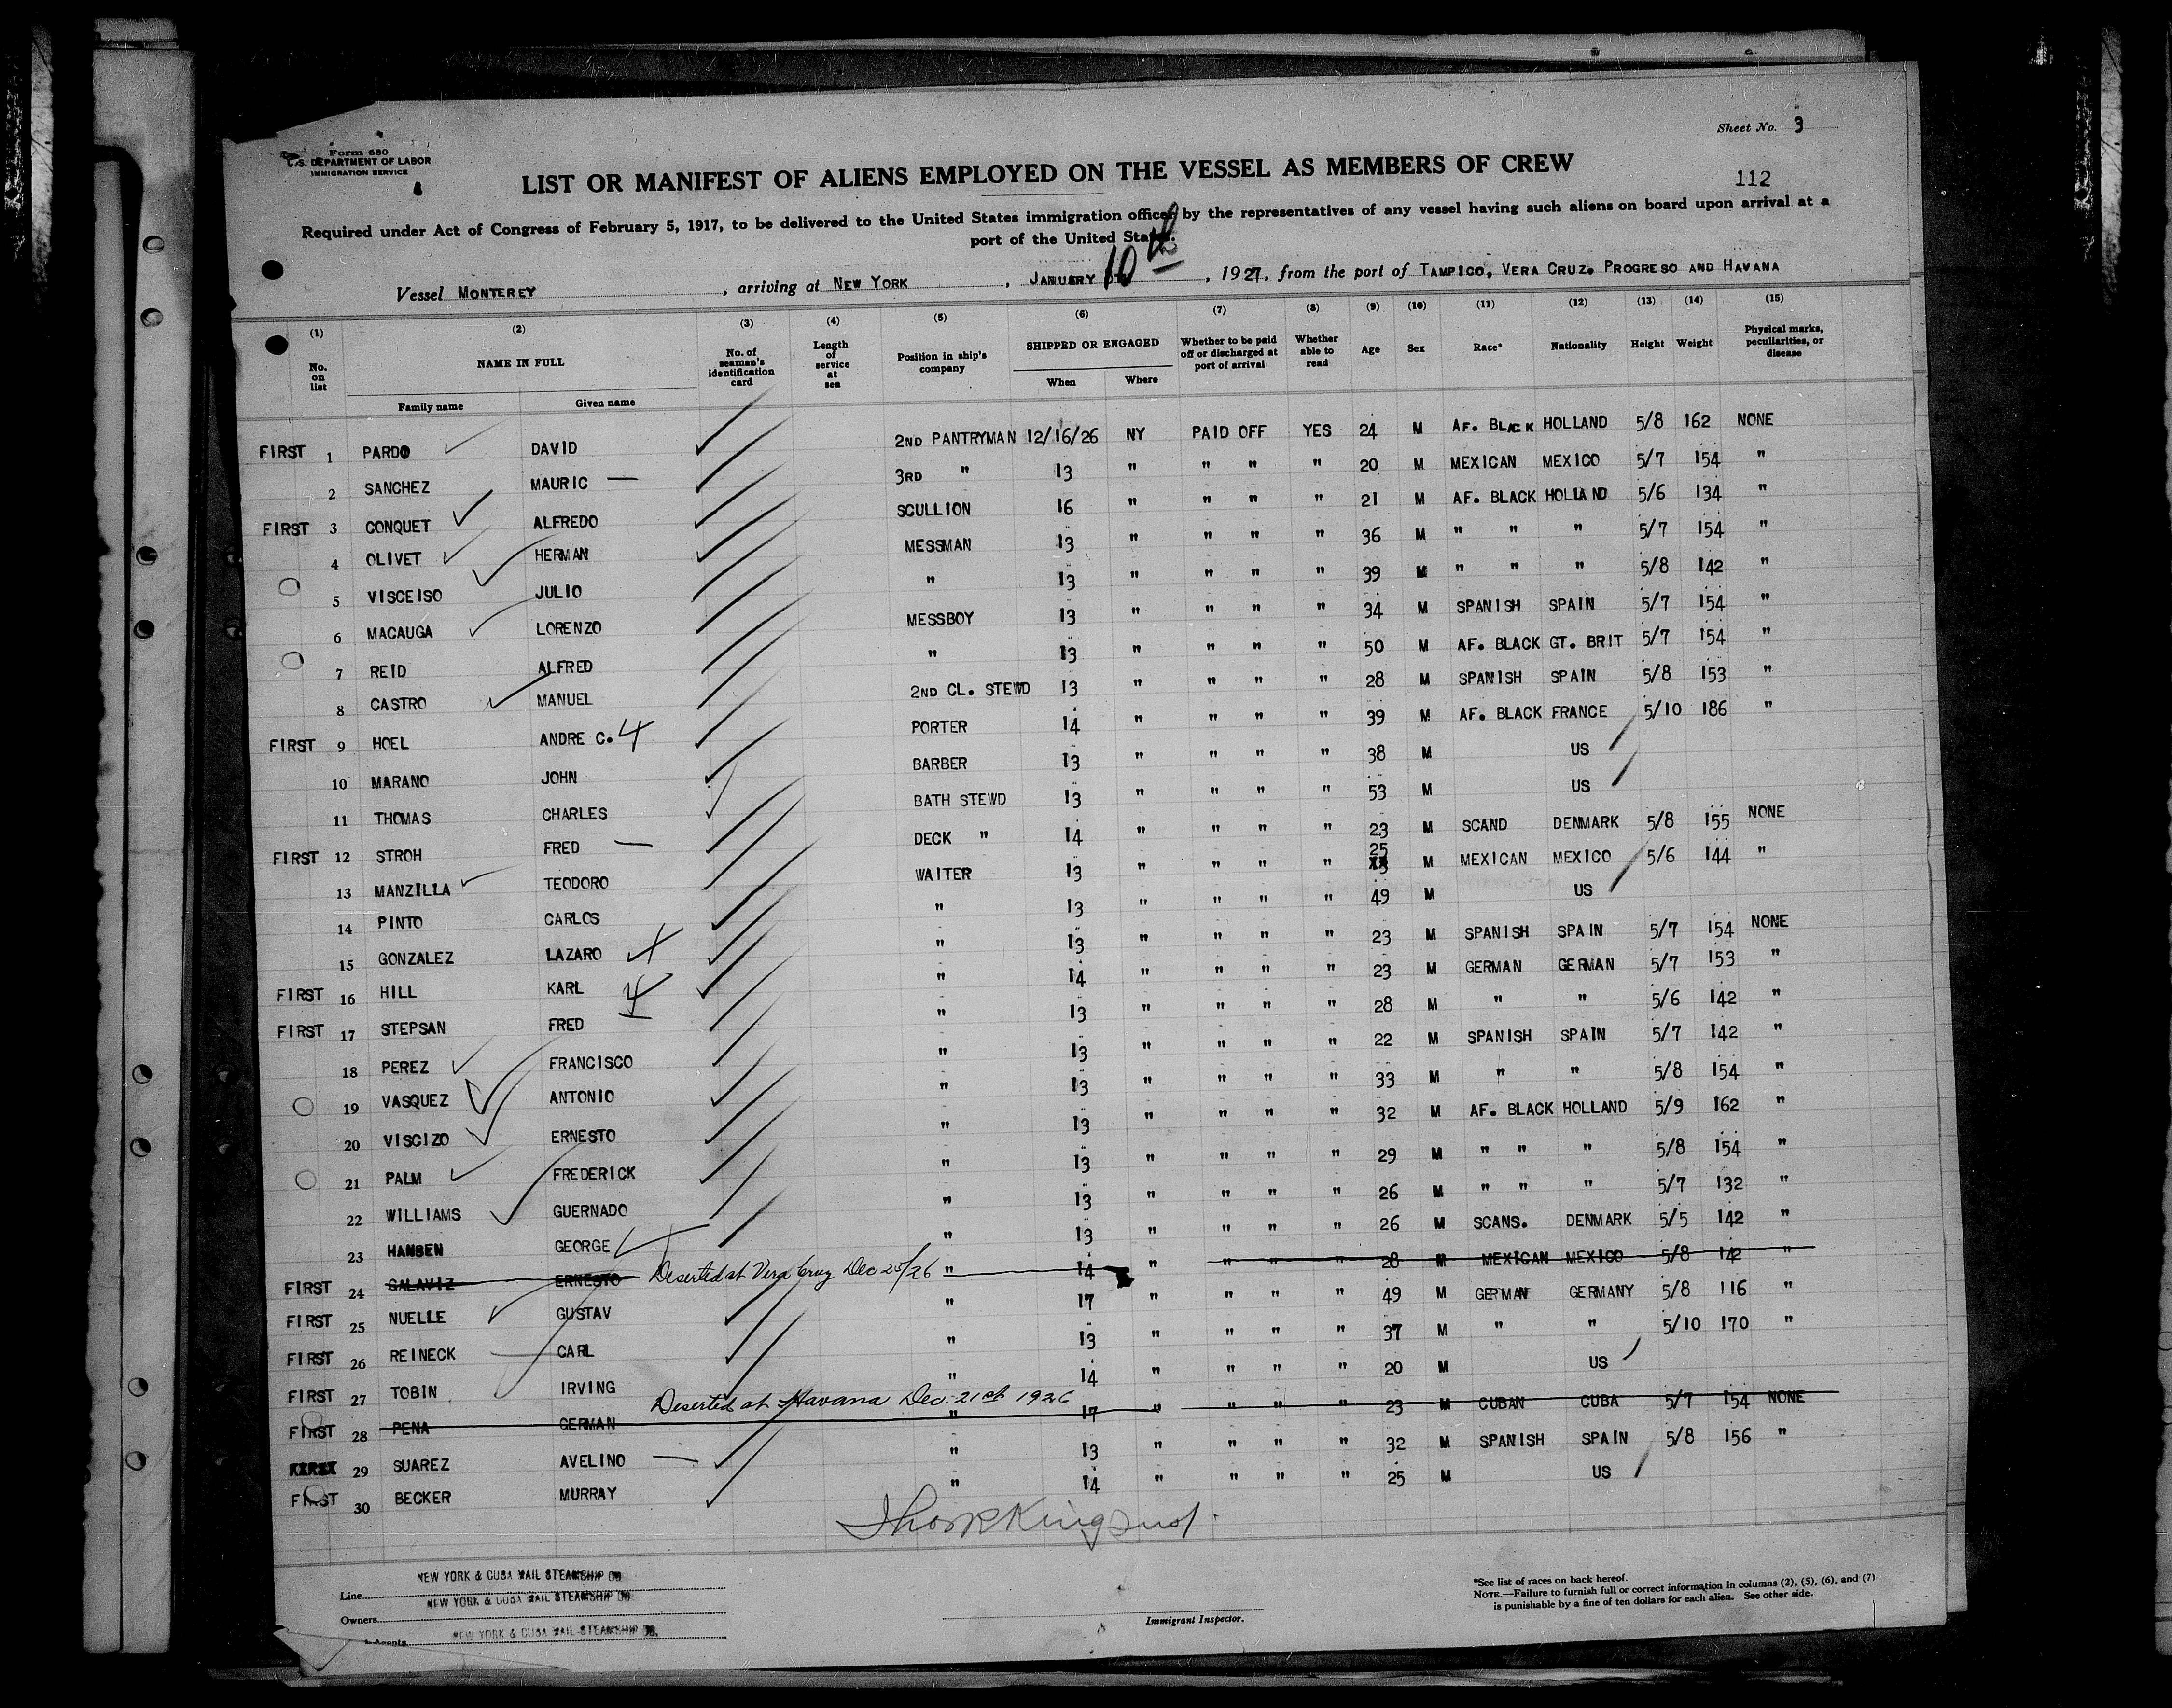 Sheet No. 3
Form 680
U.S. DEPARTMENT OF LABOR
IMMIGRATION SERVICE
LIST OR MANIFEST OF ALIENS EMPLOYED ON THE VESSEL AS MEMBERS OF CREW
112
Required under Act of Congress of February 5, 1917, to be delivered to the United States immigration officer by the representatives of any vessel having such aliens on board upon arrival at a
port of the United States.
Vessel MONTEREY, arriving at NEW YORK, JANUARY 10th, 1927, from the port of TAMPICO, VERA CRUZ. PROGRESO AND HAVANA
(1) (2) (3) (4) (5) (6) (7) (8) (9) (10) (11) (12) (13) (14) (15)
No. on list NAME IN FULL Family name Given name No. of seaman's identification card Length of service at sea Position in ship's company SHIPPED OR ENGAGED When Where Whether to be paid off or discharged at port of arrival Whether able to read Age Sex Race* Nationality Height Weight Physical marks, peculiarities, or disease
FIRST 1 PARDO DAVID 2ND PANTRYMAN 12/16/26 NY PAID OFF YES 24 M AF. BLACK HOLLAND 5/8 162 NONE
2 SANCHEZ MAURIC 3RD " 13 " " " " 20 M MEXICAN MEXICO 5/7 154 "
FIRST 3 CONQUET ALFREDO SCULLION 16 " " " " 21 M AF. BLACK HOLLAND 5/6 134 "
4 OLIVET HERMAN MESSMAN 13 " " " " 36 M " " " 5/7 154 "
5 VISCEISO JULIO " 13 " " " " 39 M " " " 5/8 142 "
6 MACAUGA LORENZO MESSBOY 13 " " " " 34 M SPANISH SPAIN 5/7 154 "
7 REID ALFRED " 13 " " " " 50 M AF. BLACK GT. BRIT 5/7 154 "
8 CASTRO MANUEL 2ND CL. STEWD 13 " " " " 28 M SPANISH SPAIN 5/8 153 "
FIRST 9 HOEL ANDRE C. 4 PORTER 14 " " " " 39 M AF. BLACK FRANCE 5/10 186 "
10 MARANO JOHN BARBER 13 " " " " 38 M US
11 THOMAS CHARLES BATH STEWD 13 " " " " 53 M US
FIRST 12 STROH FRED DECK " 14 " " " " 23 M SCAND DENMARK 5/8 155 NONE
13 MANZILLA TEODORO WAITER 13 " " " " 25 M MEXICAN MEXICO 5/6 144 "
14 PINTO CARLOS " 13 " " " " 49 M US
15 GONZALEZ LAZARO " 13 " " " " 23 M SPANISH SPAIN 5/7 154 NONE
FIRST 16 HILL KARL " 14 " " " " 23 M GERMAN GERMAN 5/7 153 "
FIRST 17 STEPSAN FRED " 13 " " " " 28 M " " 5/6 142 "
18 PEREZ FRANCISCO " 13 " " " " 22 M SPANISH SPAIN 5/7 142 "
19 VASQUEZ ANTONIO " 13 " " " " 33 M " " 5/8 154 "
20 VISCIZO ERNESTO " 13 " " " " 32 M AF. BLACK HOLLAND 5/9 162 "
21 PALM FREDERICK " 13 " " " " 29 M " " " 5/8 154 "
22 WILLIAMS GUERNADO " 13 " " " " 26 M " " " 5/7 132 "
23 HANSEN GEORGE " 13 " " " " 26 M SCANS. DENMARK 5/5 142 "
FIRST 24 GALAVIZ ERNESTO Deserted at Vera Cruz Dec 25/26 " 14 " " " " 28 M MEXICAN MEXICO 5/8 142 "
FIRST 25 NUELLE GUSTAV " 17 " " " " 49 M GERMAN GERMANY 5/8 116 "
FIRST 26 REINECK CARL " 13 " " " " 37 M " " 5/10 170 "
FIRST 27 TOBIN IRVING " 14 " " " " 20 M US
FIRST 28 PENA GERMAN Deserted at Havana Dec. 21st 1926 " 17 " " " " 23 M CUBAN CUBA 5/7 154 NONE
29 SUAREZ AVELINO " 13 " " " " 32 M SPANISH SPAIN 5/8 156 "
FIRST 30 BECKER MURRAY " 14 " " " " 25 M US
Line NEW YORK & CUBA MAIL STEAMSHIP CO.
Owners NEW YORK & CUBA MAIL STEAMSHIP CO.
Agents NEW YORK & CUBA MAIL STEAMSHIP CO.
Immigrant Inspector.
*See list of races on back hereof.
NOTE.—Failure to furnish full or correct information in columns (2), (5), (6), and (7)
is punishable by a fine of ten dollars for each alien. See other side.